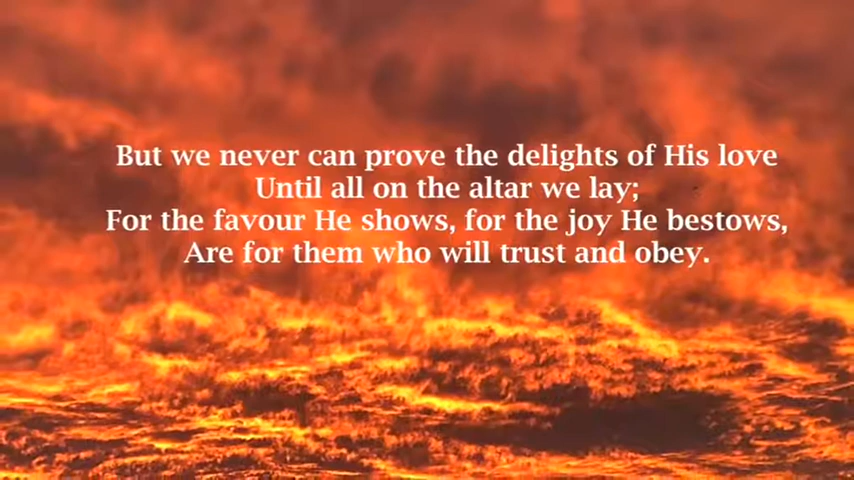 But we never can prove the delights of His love
Until all on the altar we lay;
For the favour He shows, for the joy He bestows,
Are for them who will trust and obey.